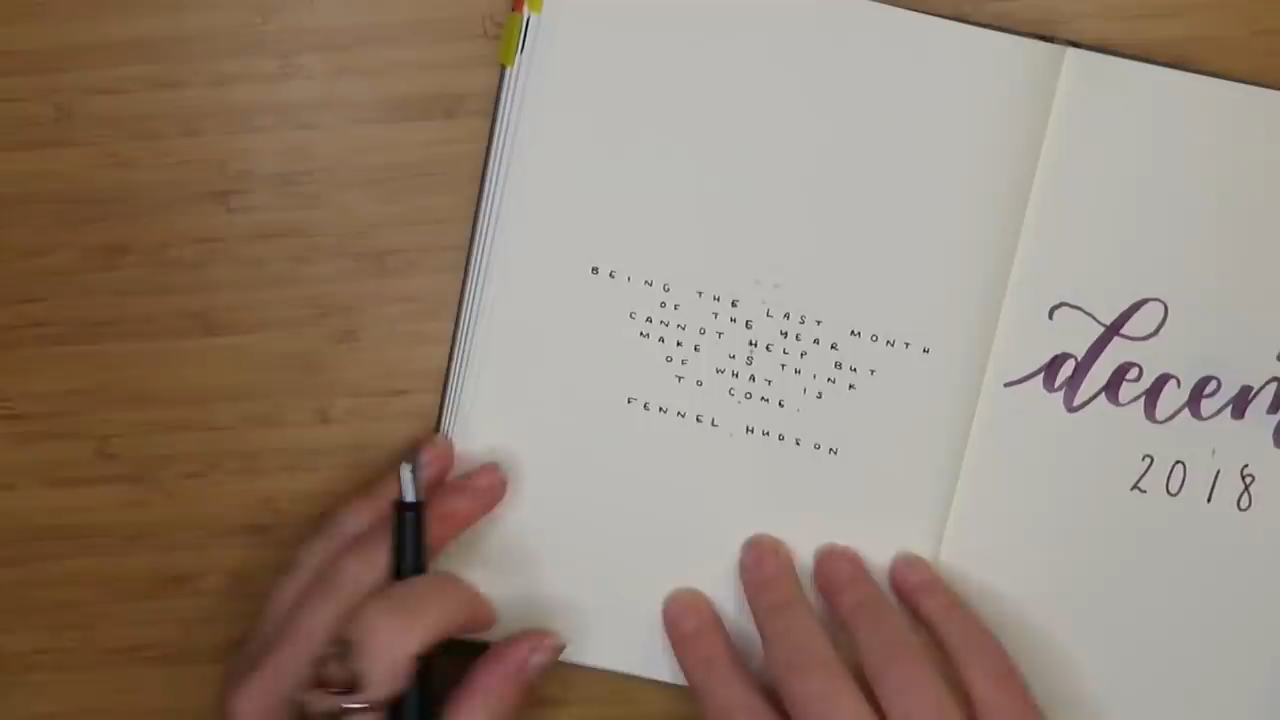 BEING THE LAST MONTH
OF THE YEAR
CANNOT HELP BUT
MAKE US THINK
OF WHAT IS
TO COME.
FENNEL HUDSON
decem
2018